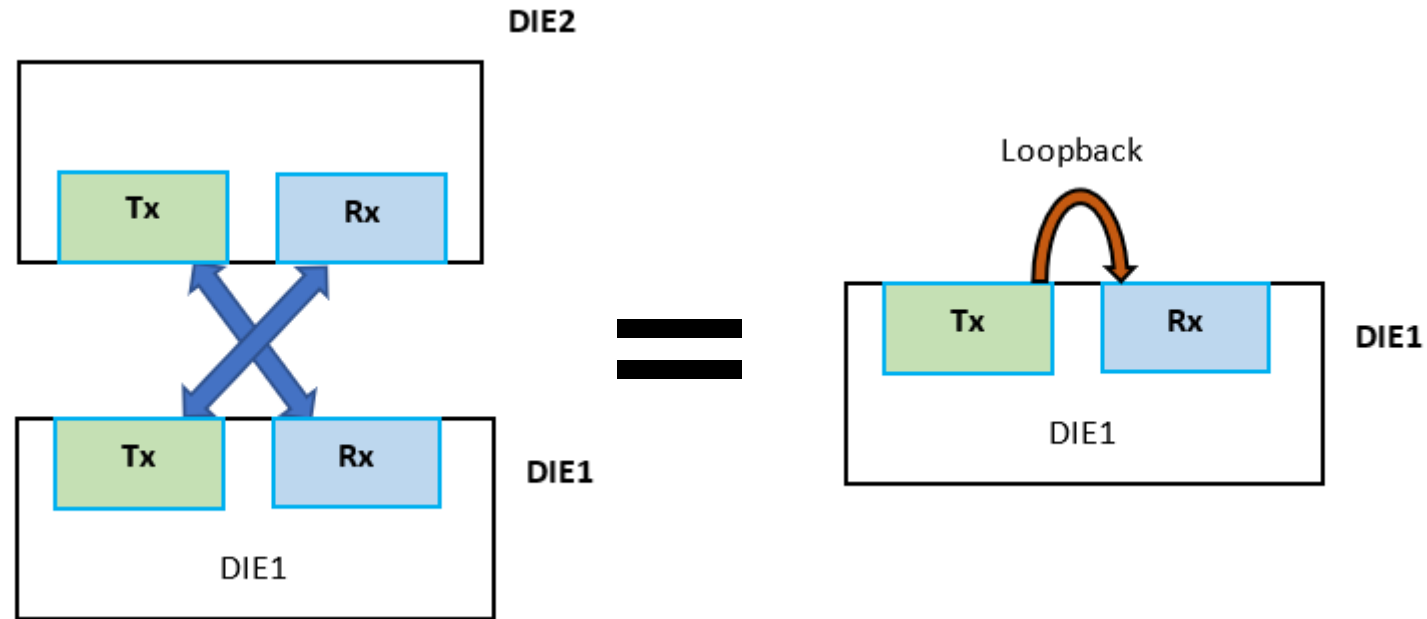 DIE2
Tx
Rx
Tx
Rx
DIE1
DIE1
Loopback
Tx
Rx
DIE1
DIE1